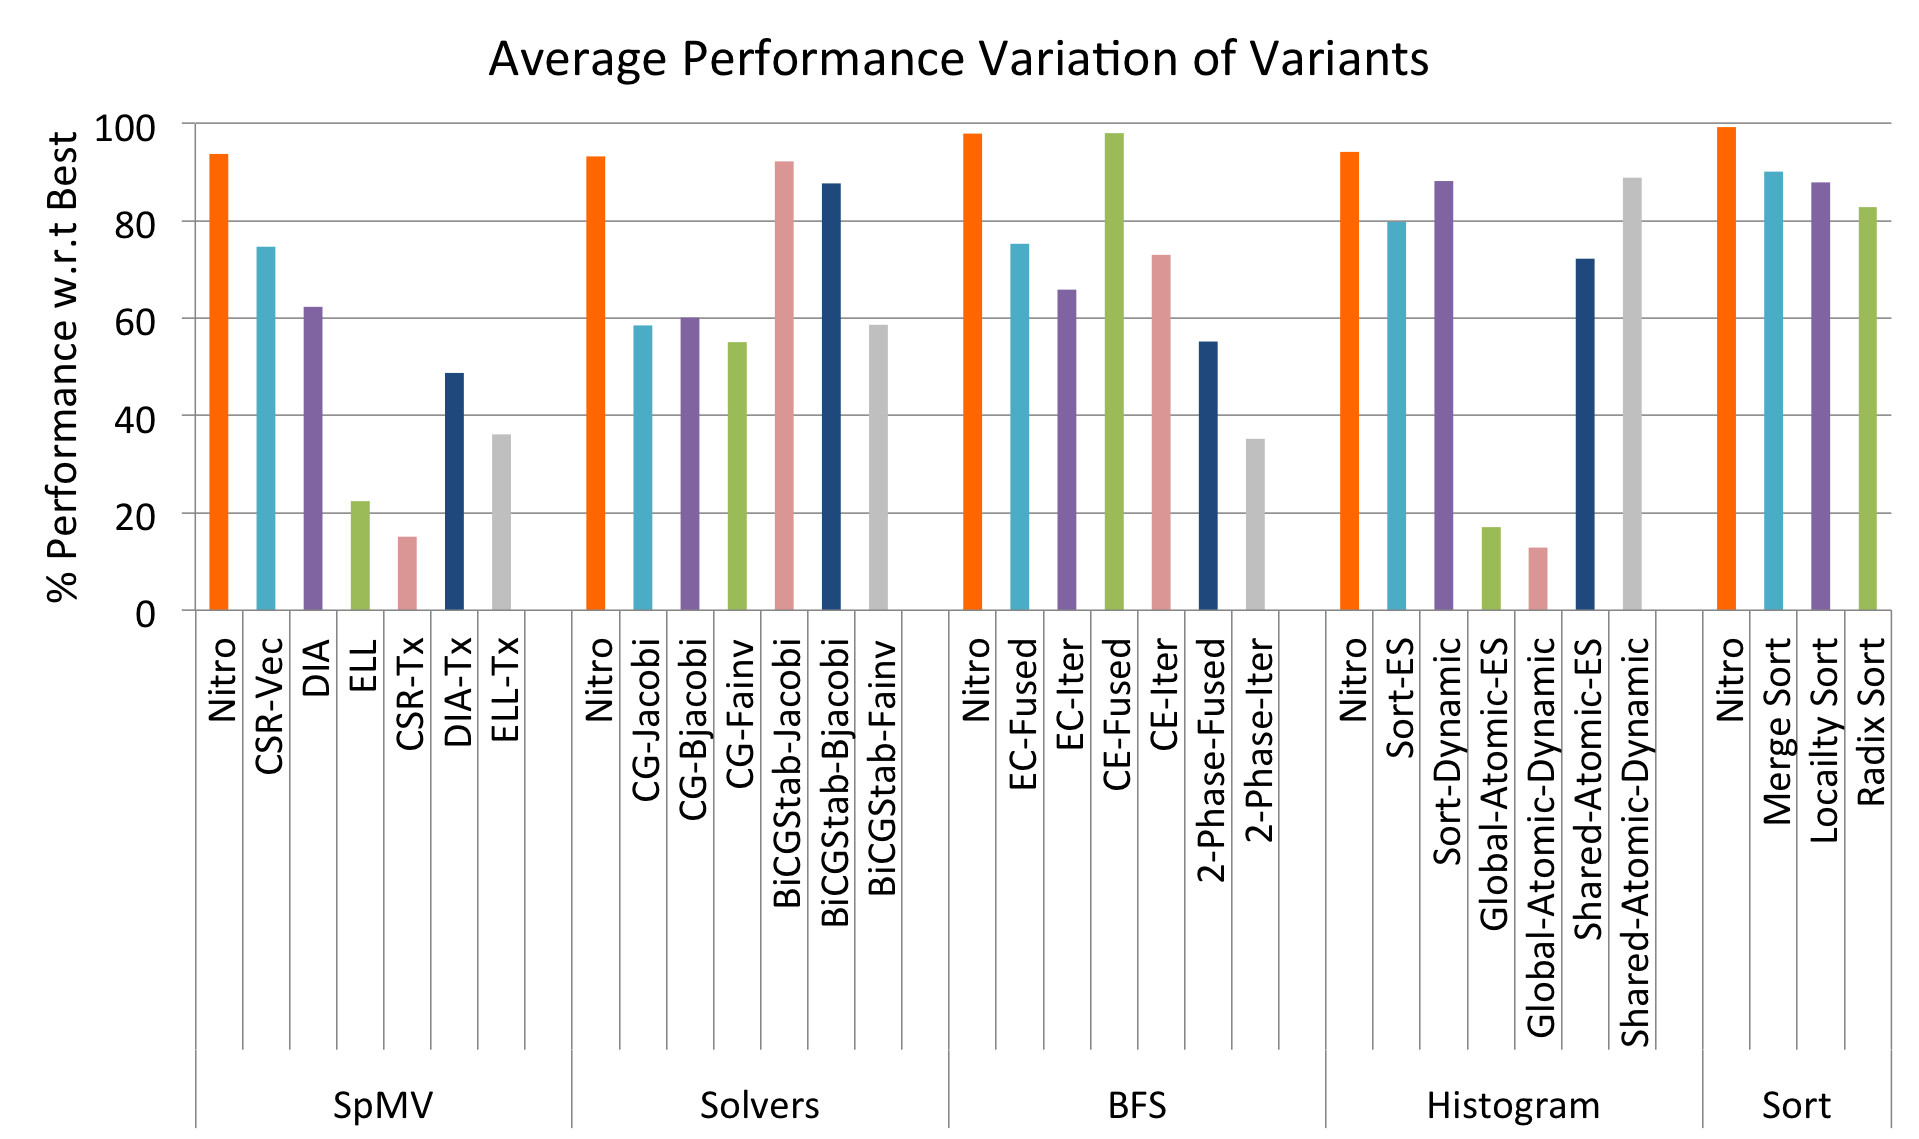 Average Performance Variation of Variants
% Performance w.r.t Best
100
80
60
40
20
0
Nitro
CSR-Vec
DIA
ELL
CSR-Tx
DIA-Tx
ELL-Tx
Nitro
CG-Jacobi
CG-Bjacobi
CG-Fainv
BiCGStab-Jacobi
BiCGStab-Bjacobi
BiCGStab-Fainv
Nitro
EC-Fused
EC-Iter
CE-Fused
CE-Iter
2-Phase-Fused
2-Phase-Iter
Nitro
Sort-ES
Sort-Dynamic
Global-Atomic-ES
Global-Atomic-Dynamic
Shared-Atomic-ES
Shared-Atomic-Dynamic
Nitro
Merge Sort
Locailty Sort
Radix Sort
SpMV
Solvers
BFS
Histogram
Sort